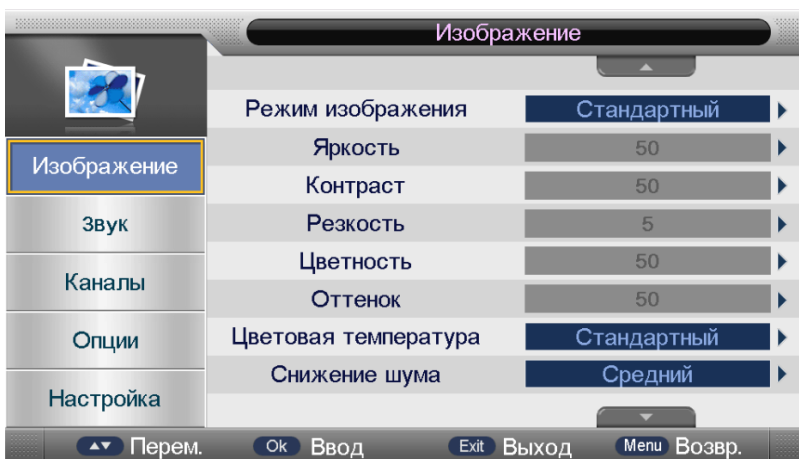 Изображение
Режим изображения Стандартный
Яркость 50
Изображение
Контраст 50
Звук
Резкость 5
Цветность 50
Каналы
Оттенок 50
Опции
Цветовая температура Стандартный
Снижение шума Средний
Настройка
Перем. Ok Ввод Exit Выход Menu Возвр.